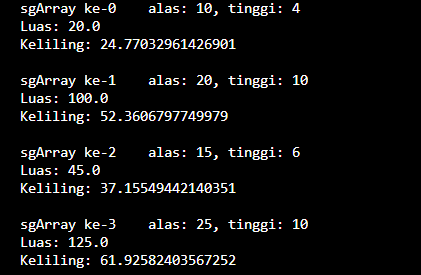 sgArray ke-0    alas: 10, tinggi: 4
Luas: 20.0
Keliling: 24.77032961426901
sgArray ke-1    alas: 20, tinggi: 10
Luas: 100.0
Keliling: 52.3606797749979
sgArray ke-2    alas: 15, tinggi: 6
Luas: 45.0
Keliling: 37.15549442140351
sgArray ke-3    alas: 25, tinggi: 10
Luas: 125.0
Keliling: 61.92582403567252